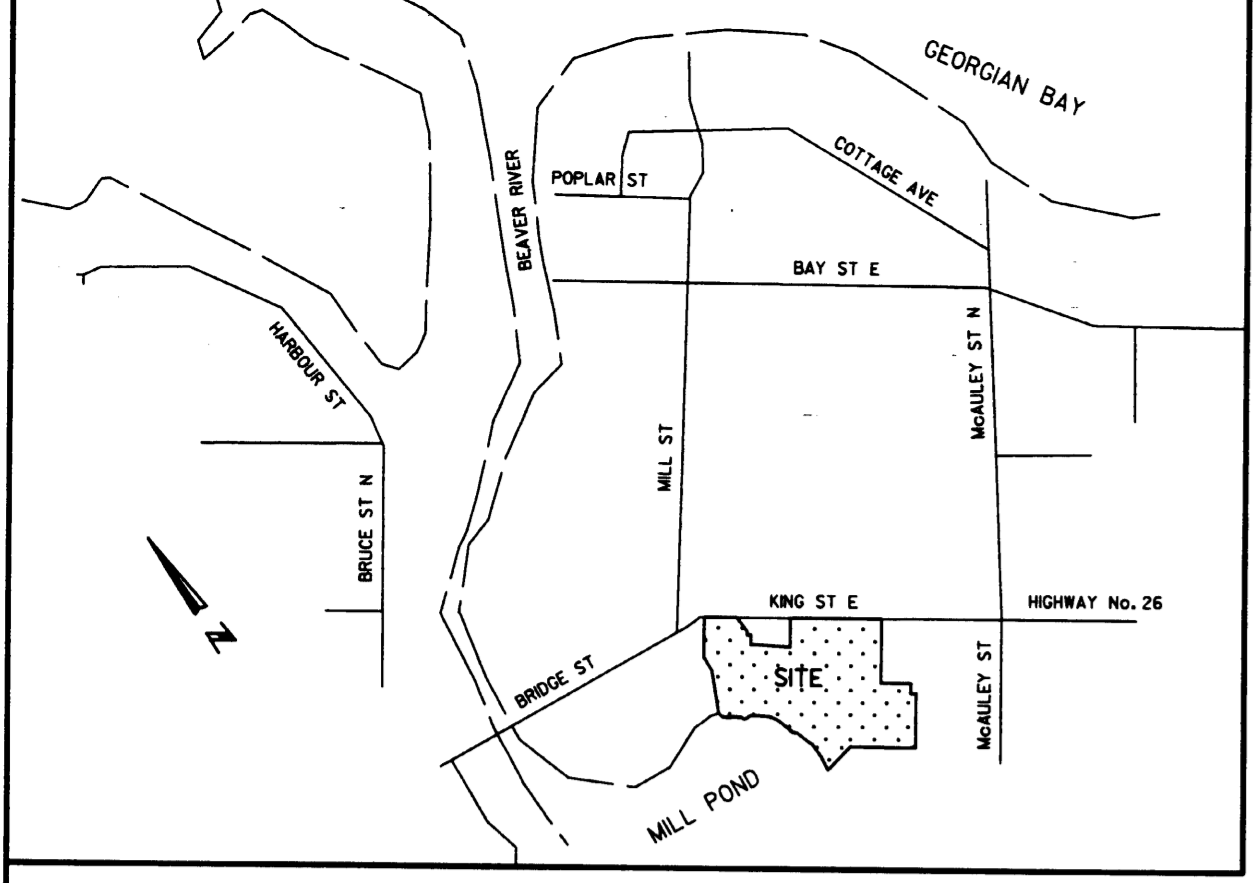 GEORGIAN BAY
COTTAGE AVE
POPLAR ST
BEAVER RIVER
BAY ST E
HARBOUR ST
McAULEY ST N
MILL ST
BRUCE ST N
N
KING ST E
HIGHWAY No. 26
BRIDGE ST
SITE
McAULEY ST
MILL POND